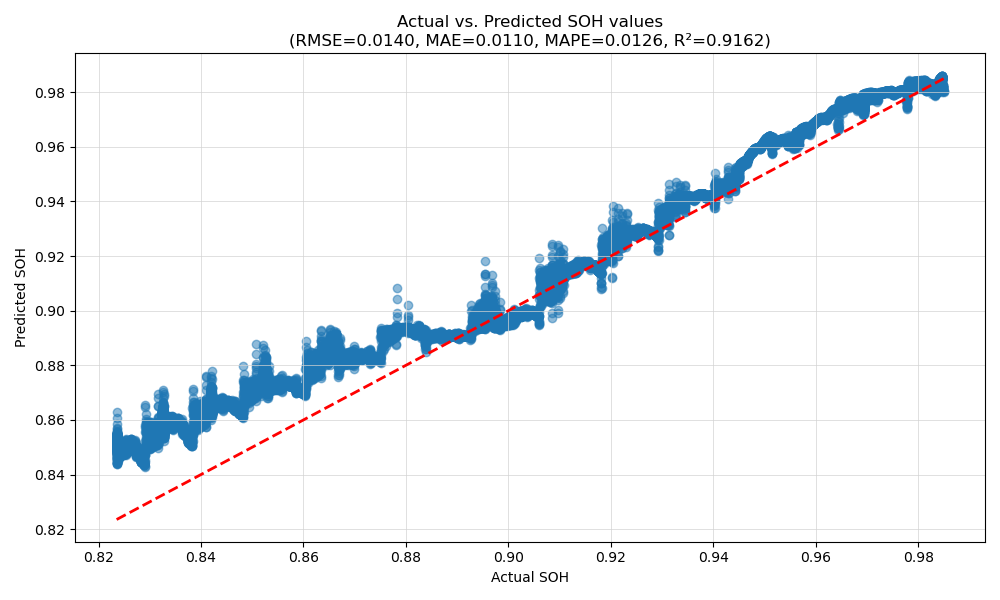 Actual vs. Predicted SOH values
(RMSE=0.0140, MAE=0.0110, MAPE=0.0126, R²=0.9162)
Predicted SOH
0.98
0.96
0.94
0.92
0.90
0.88
0.86
0.84
0.82
0.82 0.84 0.86 0.88 0.90 0.92 0.94 0.96 0.98
Actual SOH